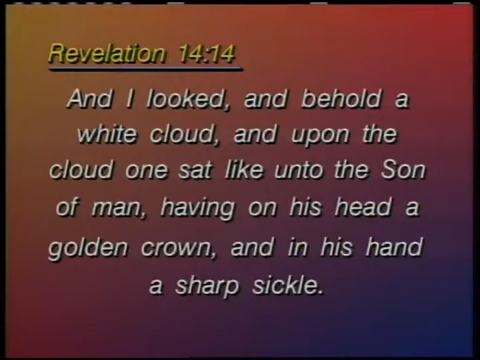 Revelation 14:14
And I looked, and behold a
white cloud, and upon the
cloud one sat like unto the Son
of man, having on his head a
golden crown, and in his hand
a sharp sickle.